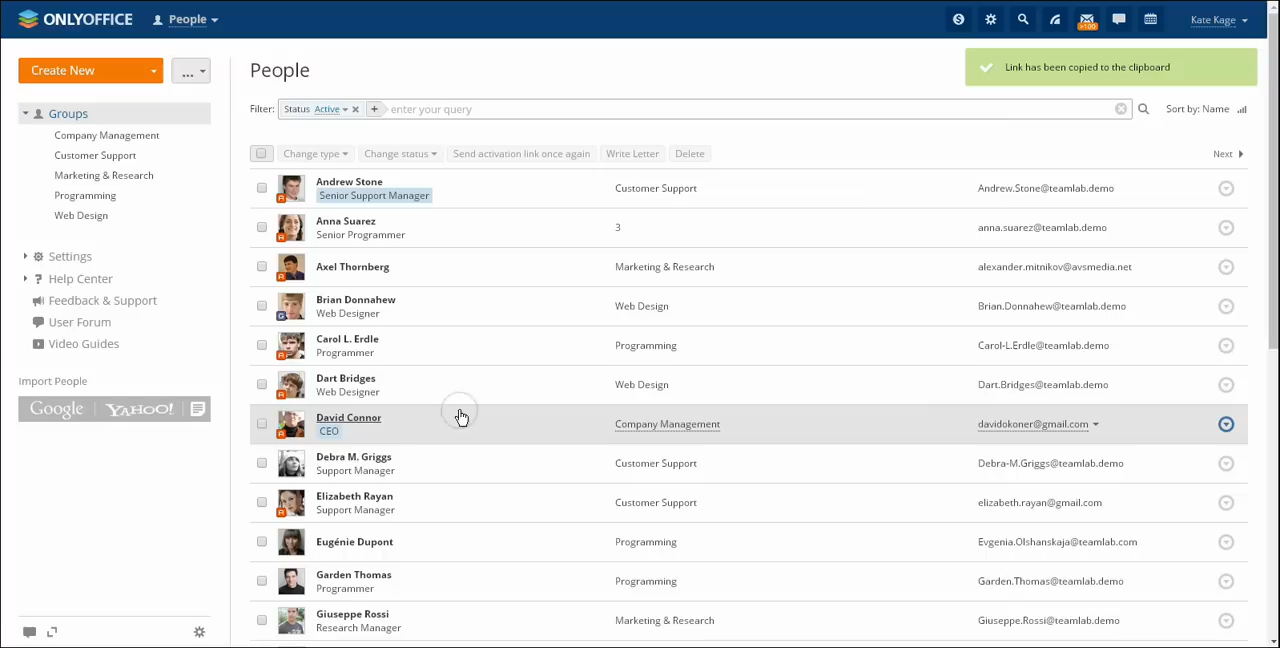 ONLYOFFICE People >100 Kate Kage
Create New ... People
Link has been copied to the clipboard
Filter: Status Active + enter your query Sort by: Name
Groups
Company Management
Customer Support
Marketing & Research
Programming
Web Design
Settings
Help Center
Feedback & Support
User Forum
Video Guides
Import People
Google YAHOO!
Change type Change status Send activation link once again Write Letter Delete Next
Andrew Stone
Senior Support Manager
Customer Support Andrew.Stone@teamlab.demo
Anna Suarez
Senior Programmer
3 anna.suarez@teamlab.demo
Axel Thornberg Marketing & Research alexander.mitnikov@avsmedia.net
Brian Donnahew
Web Designer
Web Design Brian.Donnahew@teamlab.demo
Carol L. Erdle
Programmer
Programming Carol-L.Erdle@teamlab.demo
Dart Bridges
Web Designer
Web Design Dart.Bridges@teamlab.demo
David Connor
CEO
Company Management davidokoner@gmail.com
Debra M. Griggs
Support Manager
Customer Support Debra-M.Griggs@teamlab.demo
Elizabeth Rayan
Support Manager
Customer Support elizabeth.rayan@gmail.com
Eugénie Dupont Programming Evgenia.Olshanskaja@teamlab.com
Garden Thomas
Programmer
Programming Garden.Thomas@teamlab.demo
Giuseppe Rossi
Research Manager
Marketing & Research Giuseppe.Rossi@teamlab.demo